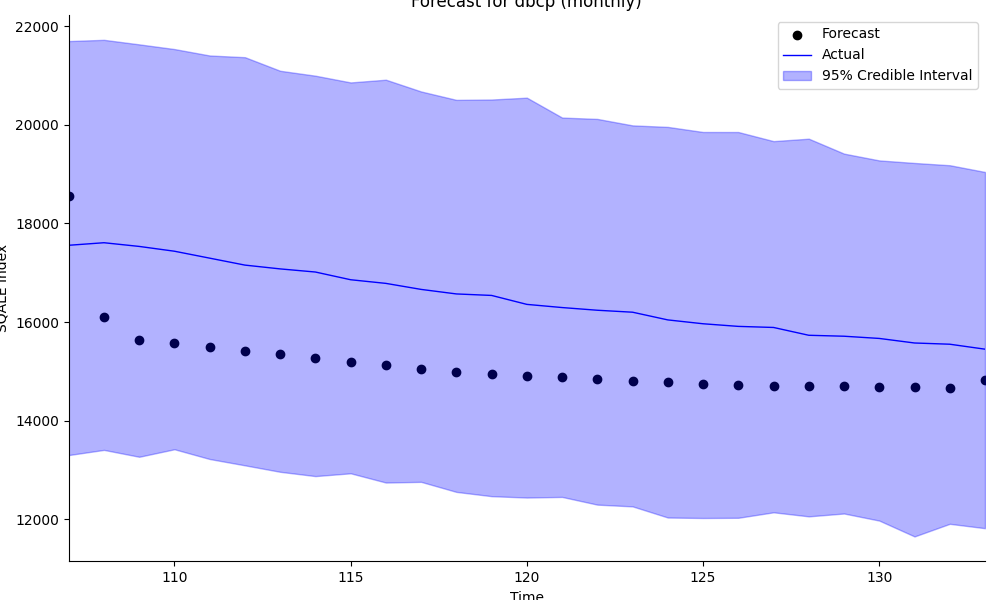 Forecast for dbcp (monthly)
Forecast
Actual
95% Credible Interval
22000
20000
18000
16000
14000
12000
SQALE Index
110
115
120
125
130
Time